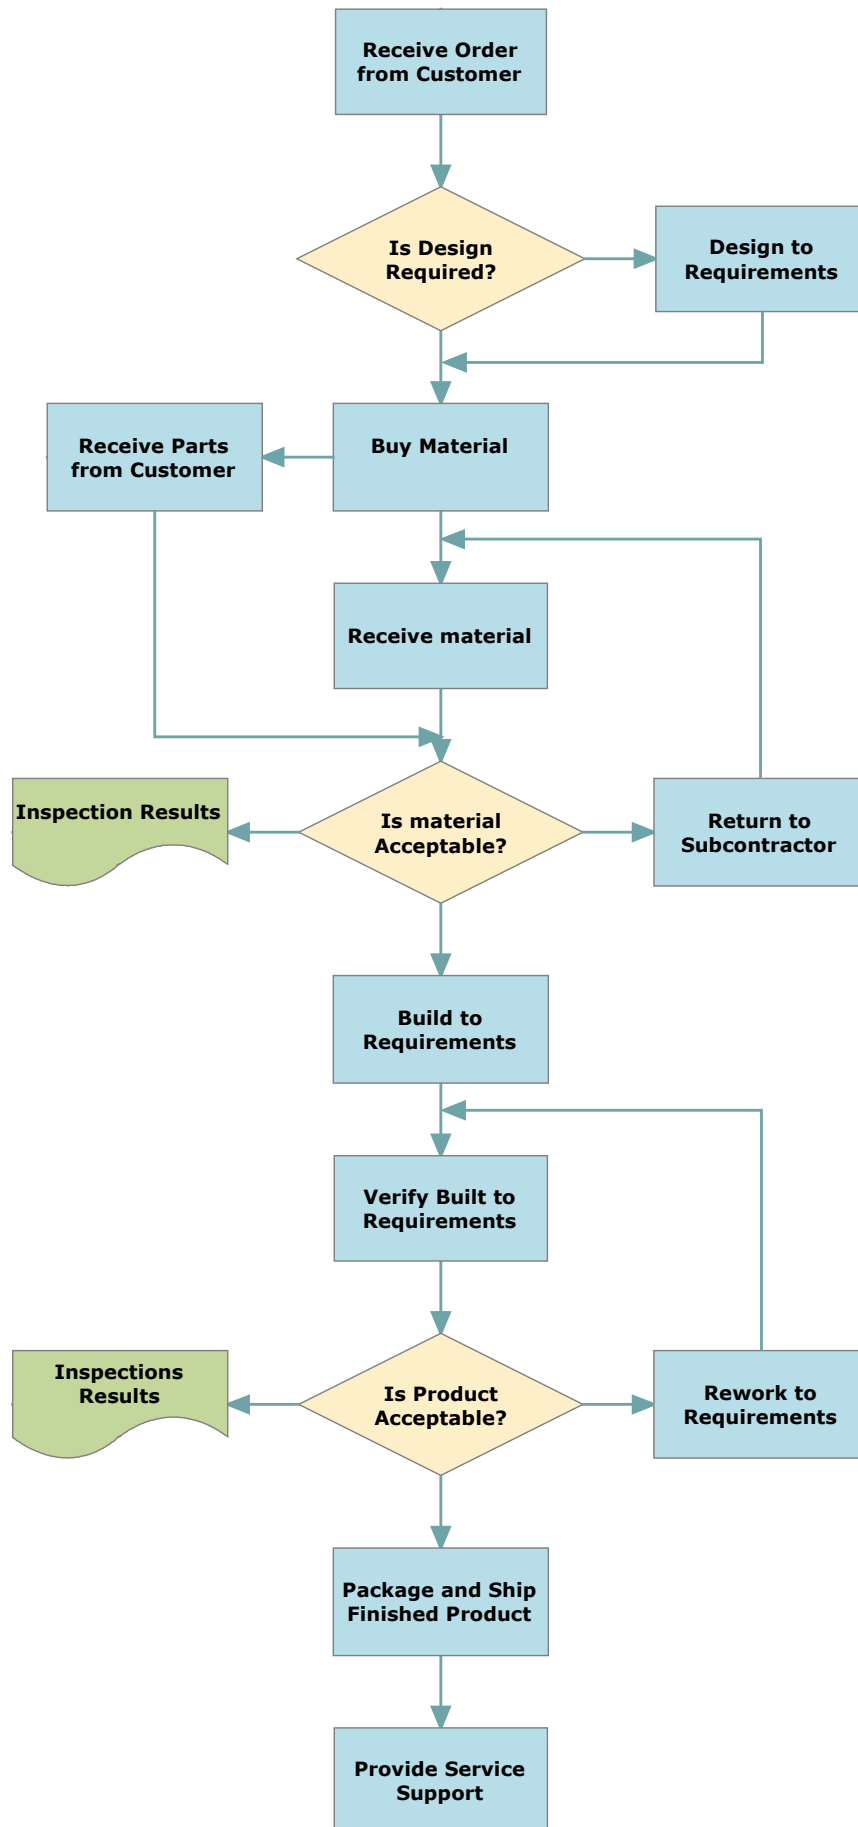 Receive Order
from Customer
Is Design
Required?
Design to
Requirements
Receive Parts
from Customer
Buy Material
Receive material
Inspection Results
Is material
Acceptable?
Return to
Subcontractor
Build to
Requirements
Verify Built to
Requirements
Inspections
Results
Is Product
Acceptable?
Rework to
Requirements
Package and Ship
Finished Product
Provide Service
Support